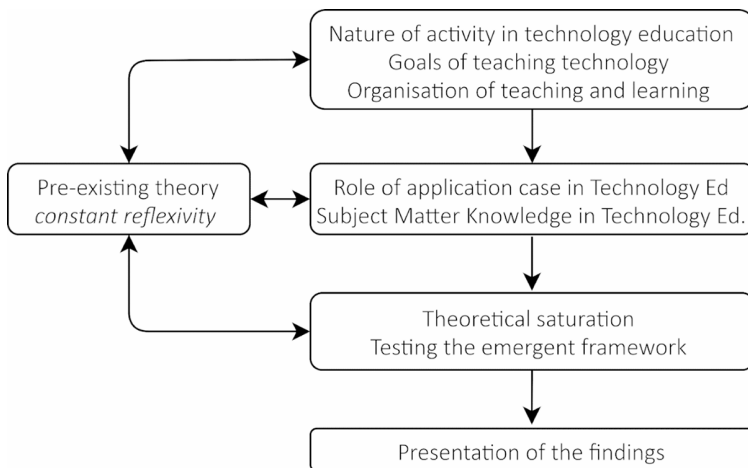 Nature of activity in technology education
Goals of teaching technology
Organisation of teaching and learning
Pre-existing theory
constant reflexivity
Role of application case in Technology Ed
Subject Matter Knowledge in Technology Ed.
Theoretical saturation
Testing the emergent framework
Presentation of the findings